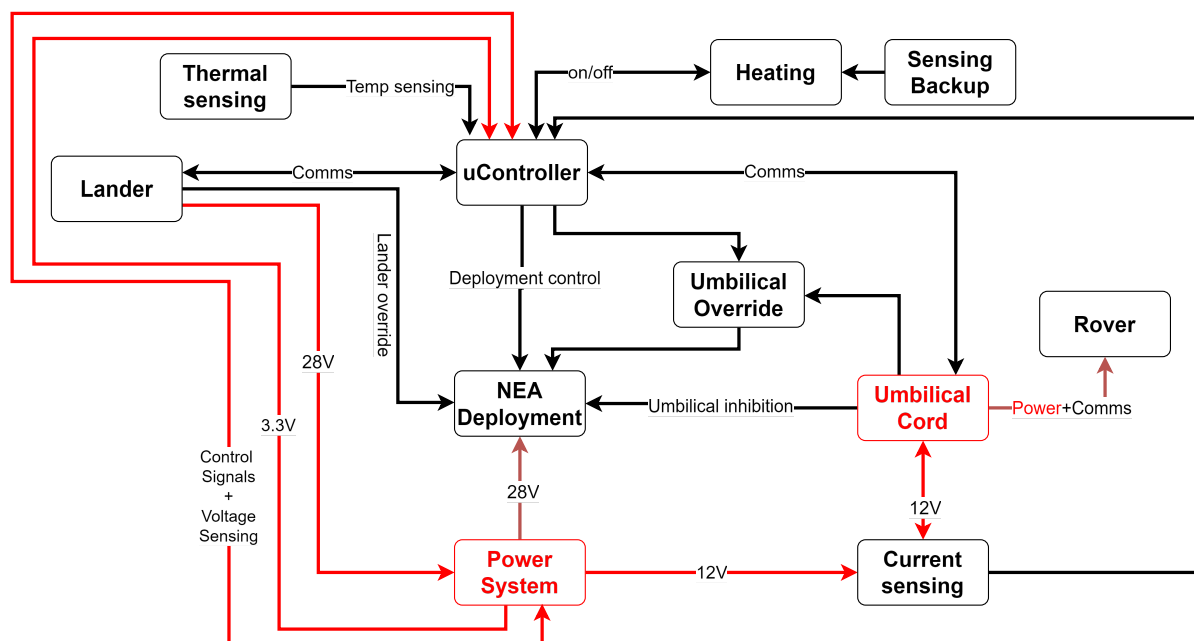 Thermal
sensing
Temp sensing
on/off
Heating
Sensing
Backup
Lander
Comms
uController
Comms
Lander override
Deployment control
Umbilical
Override
Rover
28V
NEA
Deployment
Umbilical inhibition
Umbilical
Cord
Power+Comms
3.3V
Control
Signals
+
Voltage
Sensing
28V
12V
Power
System
12V
Current
sensing